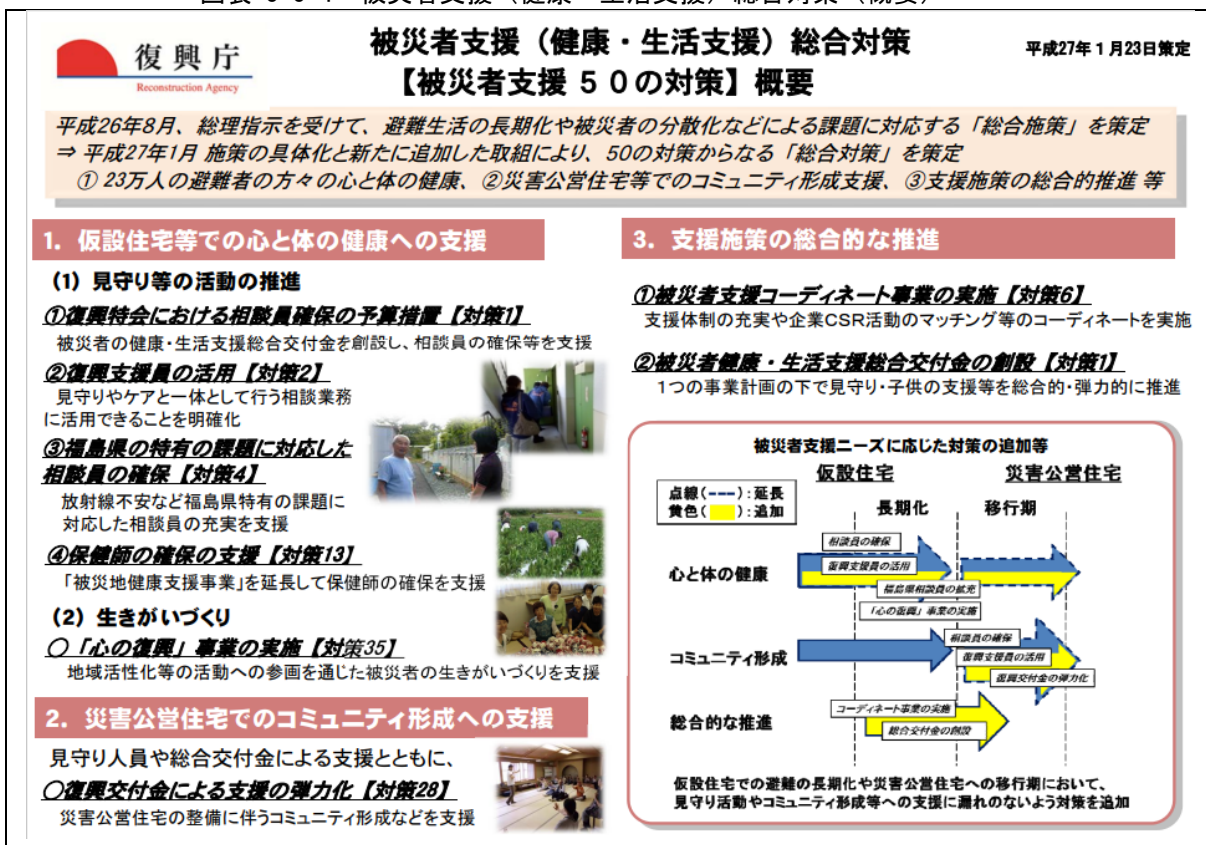 復興庁
Reconstruction Agency
被災者支援（健康・生活支援）総合対策
【被災者支援５０の対策】概要
平成27年１月23日策定
平成26年8月、総理指示を受けて、避難生活の長期化や被災者の分散化などによる課題に対応する「総合施策」を策定
⇒ 平成27年1月 施策の具体化と新たに追加した取組により、50の対策からなる「総合対策」を策定
① 23万人の避難者の方々の心と体の健康、②災害公営住宅等でのコミュニティ形成支援、③支援施策の総合的推進 等
1．仮設住宅等での心と体の健康への支援
（1）見守り等の活動の推進
①復興特会における相談員確保の予算措置【対策1】
被災者の健康・生活支援総合交付金を創設し、相談員の確保等を支援
②復興支援員の活用【対策2】
見守りやケアと一体として行う相談業務
に活用できることを明確化
③福島県の特有の課題に対応した
相談員の確保【対策4】
放射線不安など福島県特有の課題に
対応した相談員の充実を支援
④保健師の確保の支援【対策13】
「被災地健康支援事業」を延長して保健師の確保を支援
（2）生きがいづくり
○「心の復興」事業の実施【対策35】
地域活性化等の活動への参画を通じた被災者の生きがいづくりを支援
2．災害公営住宅でのコミュニティ形成への支援
見守り人員や総合交付金による支援とともに、
○復興交付金による支援の弾力化【対策28】
災害公営住宅の整備に伴うコミュニティ形成などを支援
3．支援施策の総合的な推進
①被災者支援コーディネート事業の実施【対策6】
支援体制の充実や企業CSR活動のマッチング等のコーディネートを実施
②被災者健康・生活支援総合交付金の創設【対策1】
1つの事業計画の下で見守り・子供の支援等を総合的・弾力的に推進
被災者支援ニーズに応じた対策の追加等
仮設住宅
災害公営住宅
点線（---）：延長
黄色（　）：追加
長期化
移行期
心と体の健康
相談員の確保
復興支援員の活用
福島県相談員の拡充
「心の復興」事業の実施
コミュニティ形成
相談員の確保
復興支援員の活用
復興交付金の弾力化
総合的な推進
コーディネート事業の実施
総合交付金の創設
仮設住宅での避難の長期化や災害公営住宅への移行期において、
見守り活動やコミュニティ形成等への支援に漏れのないよう対策を追加